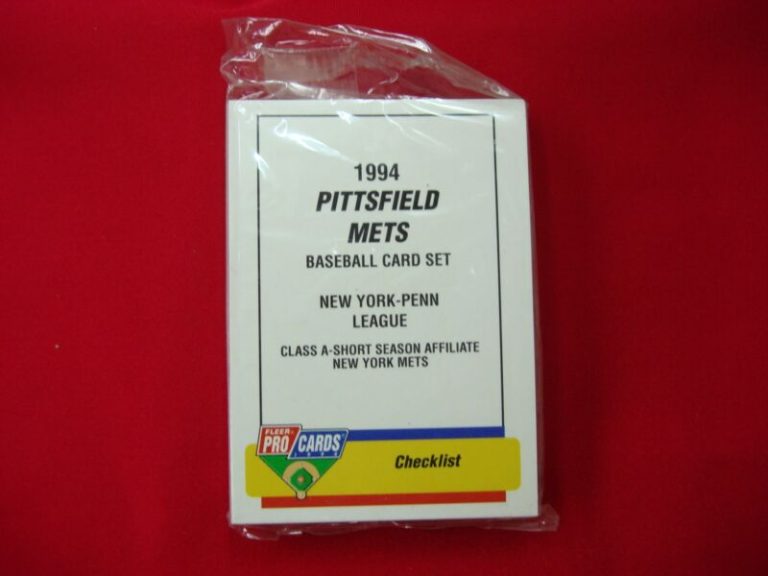 1994
PITTSFIELD
METS
BASEBALL CARD SET
NEW YORK-PENN
LEAGUE
CLASS A-SHORT SEASON AFFILIATE
NEW YORK METS
FLEER
PRO CARDS
Checklist